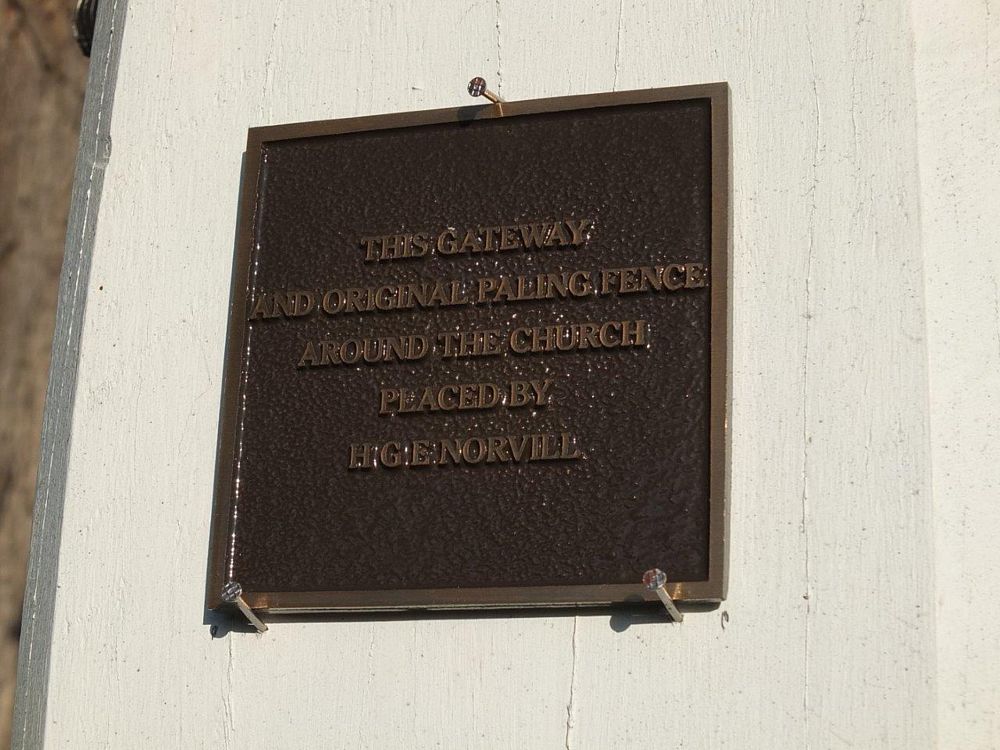 THIS GATEWAY
AND ORIGINAL PALING FENCE
AROUND THE CHURCH
PLACED BY
H G E NORVILL